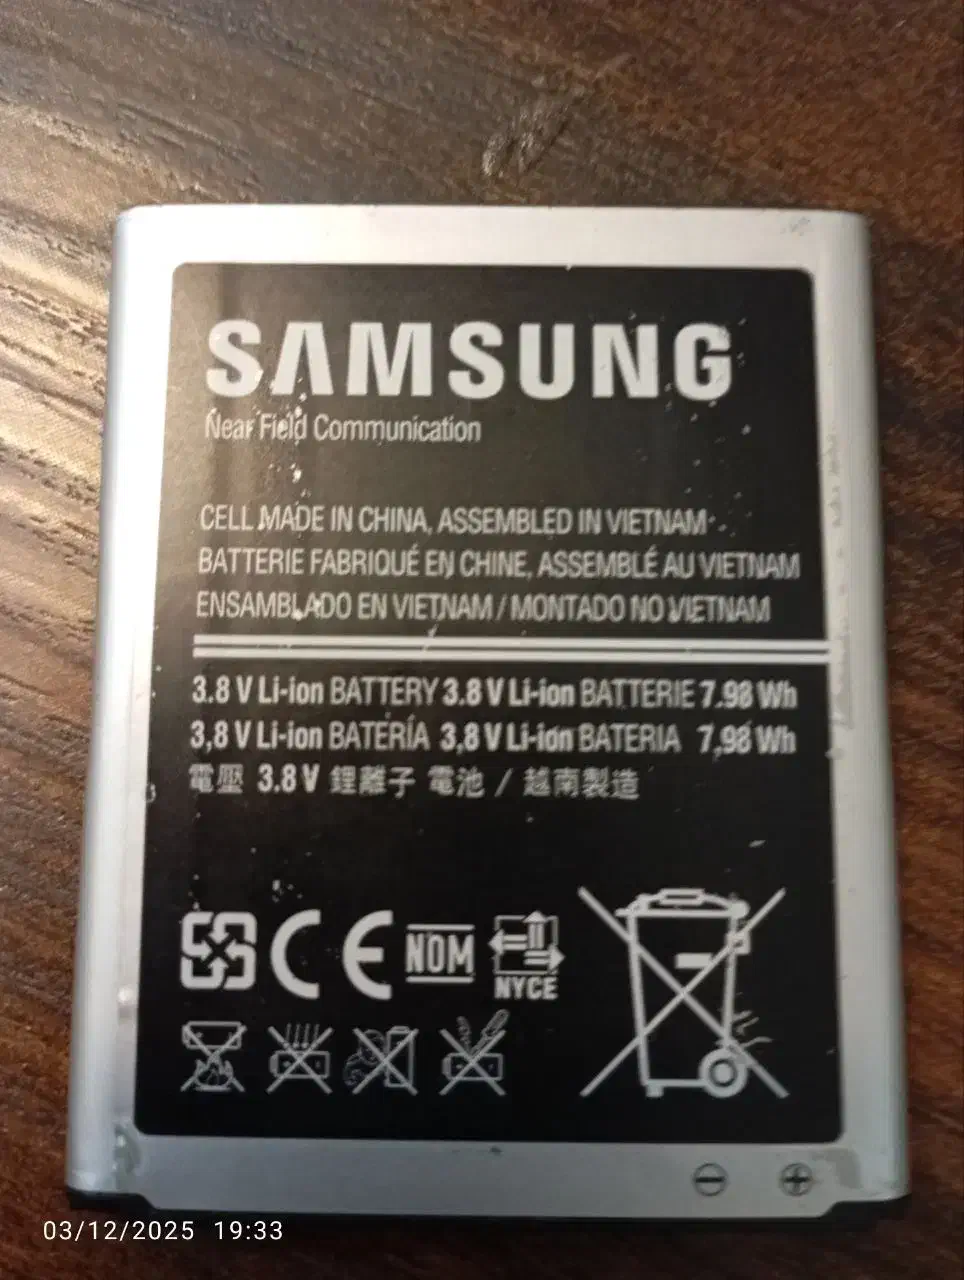 SAMSUNG
Near Field Communication
CELL MADE IN CHINA, ASSEMBLED IN VIETNAM
BATTERIE FABRIQUÉ EN CHINE, ASSEMBLÉ AU VIETNAM
ENSAMBLADO EN VIETNAM / MONTADO NO VIETNAM
3.8 V Li-ion BATTERY 3.8 V Li-ion BATTERIE 7.98 Wh
3,8 V Li-ion BATERÍA 3,8 V Li-ion BATERIA 7,98 Wh
電壓 3.8 V 鋰離子 電池 / 越南製造
CE NOM NYCE
03/12/2025 19:33